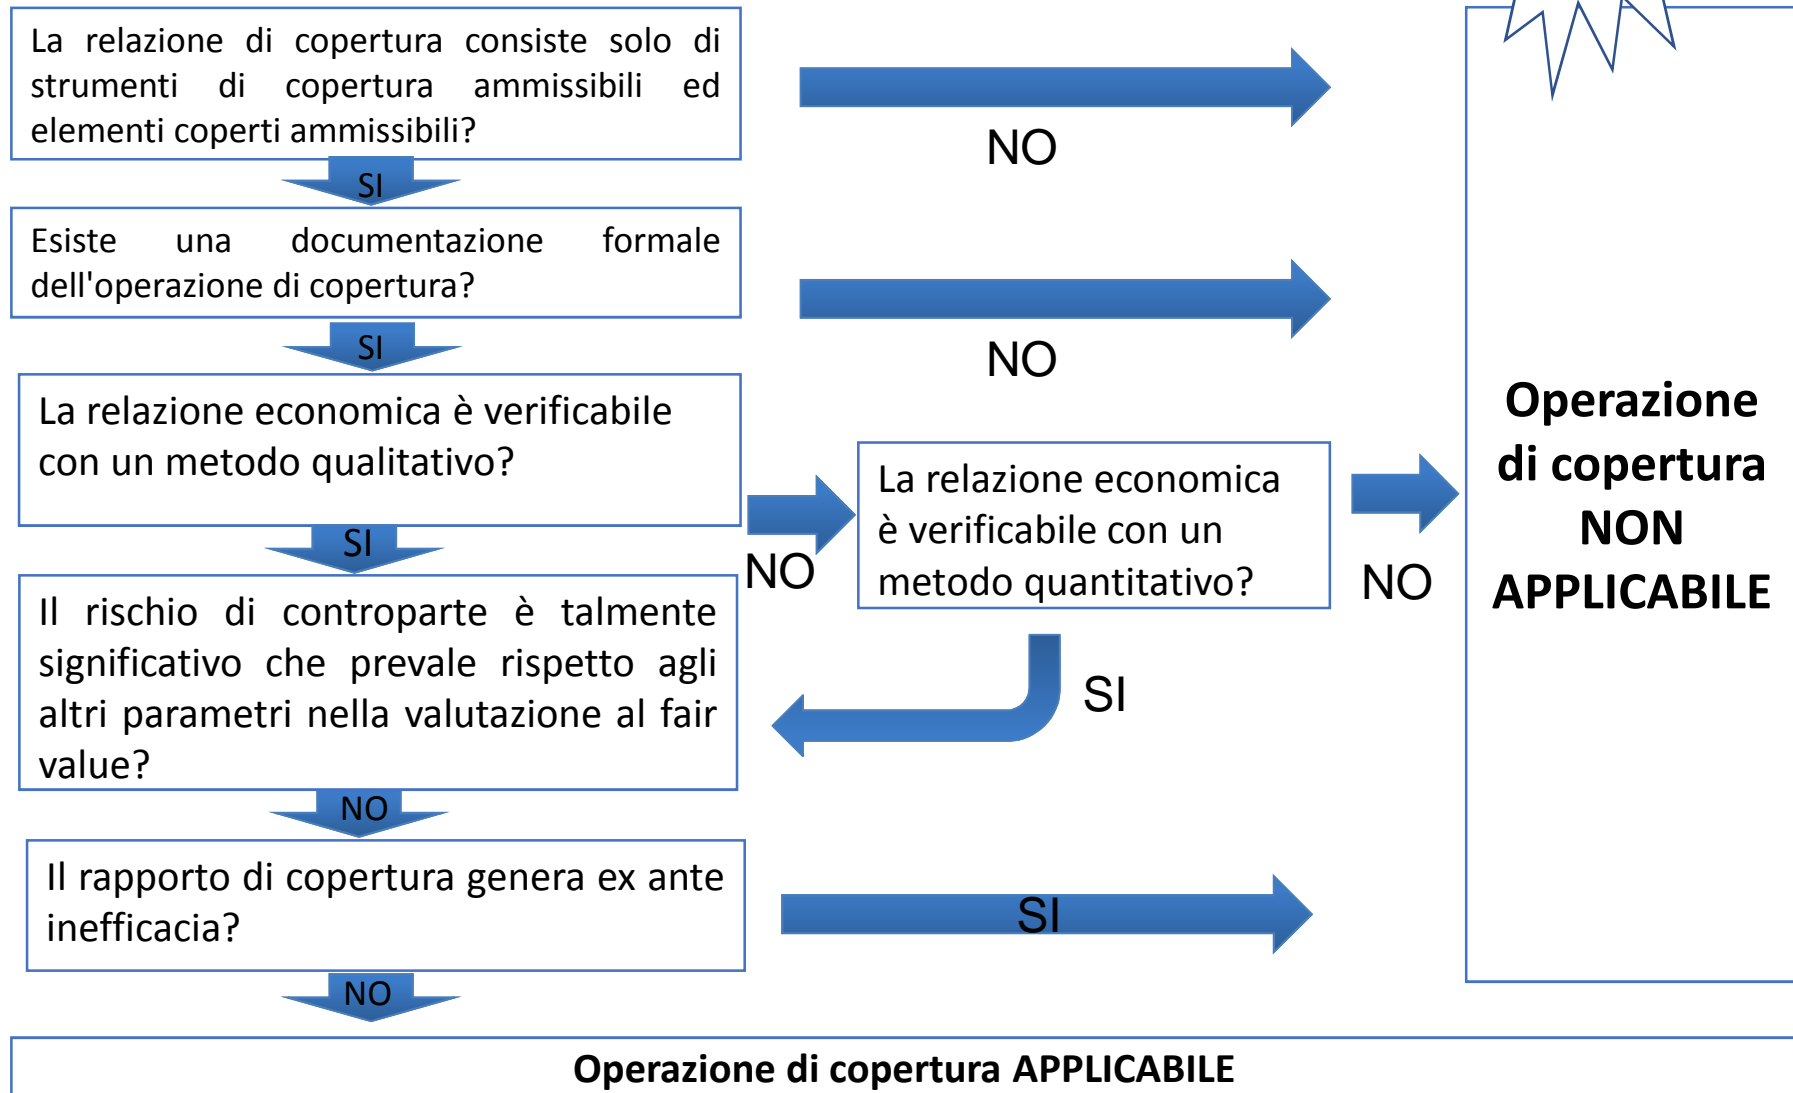 La relazione di copertura consiste solo di
strumenti di copertura ammissibili ed
elementi coperti ammissibili?
NO
SI
Esiste una documentazione formale
dell'operazione di copertura?
NO
SI
La relazione economica è verificabile
con un metodo qualitativo?
NO
La relazione economica
è verificabile con un
metodo quantitativo?
NO
SI
SI
Il rischio di controparte è talmente
significativo che prevale rispetto agli
altri parametri nella valutazione al fair
value?
NO
Il rapporto di copertura genera ex ante
inefficacia?
SI
NO
Operazione
di copertura
NON
APPLICABILE
Operazione di copertura APPLICABILE